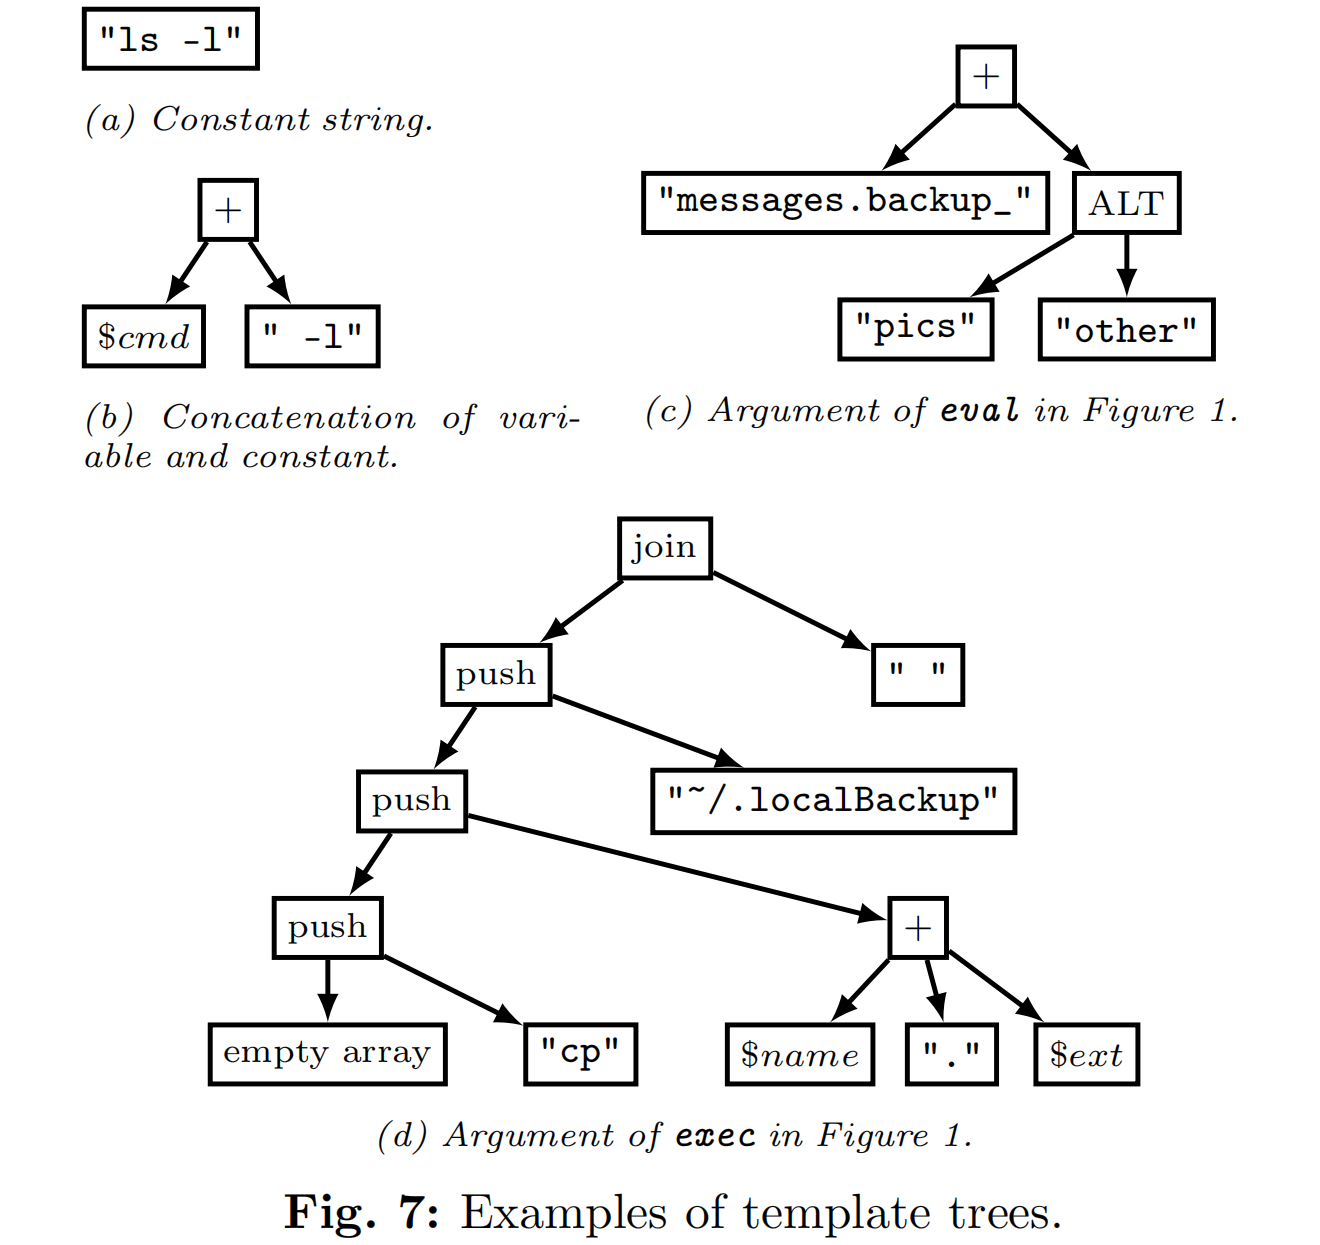 "ls -l"
(a) Constant string.
+
$cmd
" -l"
(b) Concatenation of vari-
able and constant.
+
"messages.backup_"
ALT
"pics"
"other"
(c) Argument of eval in Figure 1.
join
push
" "
push
"~/.localBackup"
push
+
empty array
"cp"
$name
"."
$ext
(d) Argument of exec in Figure 1.
Fig. 7: Examples of template trees.